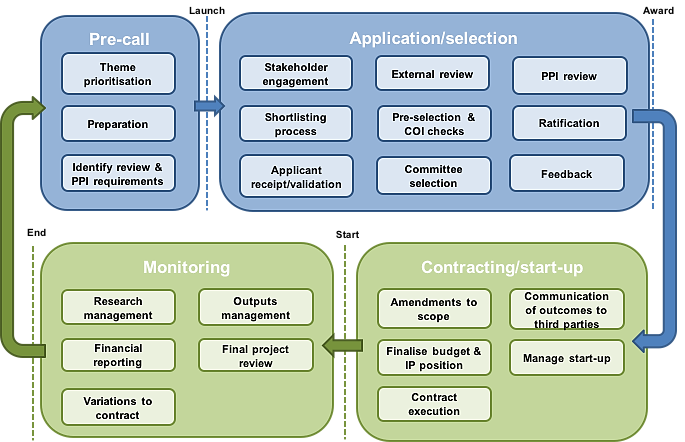 Launch
Award
Pre-call
Theme
prioritisation
Preparation
Identify review &
PPI requirements
Application/selection
Stakeholder
engagement
External review
PPI review
Shortlisting
process
Pre-selection &
COI checks
Ratification
Applicant
receipt/validation
Committee
selection
Feedback
End
Start
Monitoring
Research
management
Outputs
management
Financial
reporting
Final project
review
Variations to
contract
Contracting/start-up
Amendments to
scope
Communication
of outcomes to
third parties
Finalise budget &
IP position
Manage start-up
Contract
execution